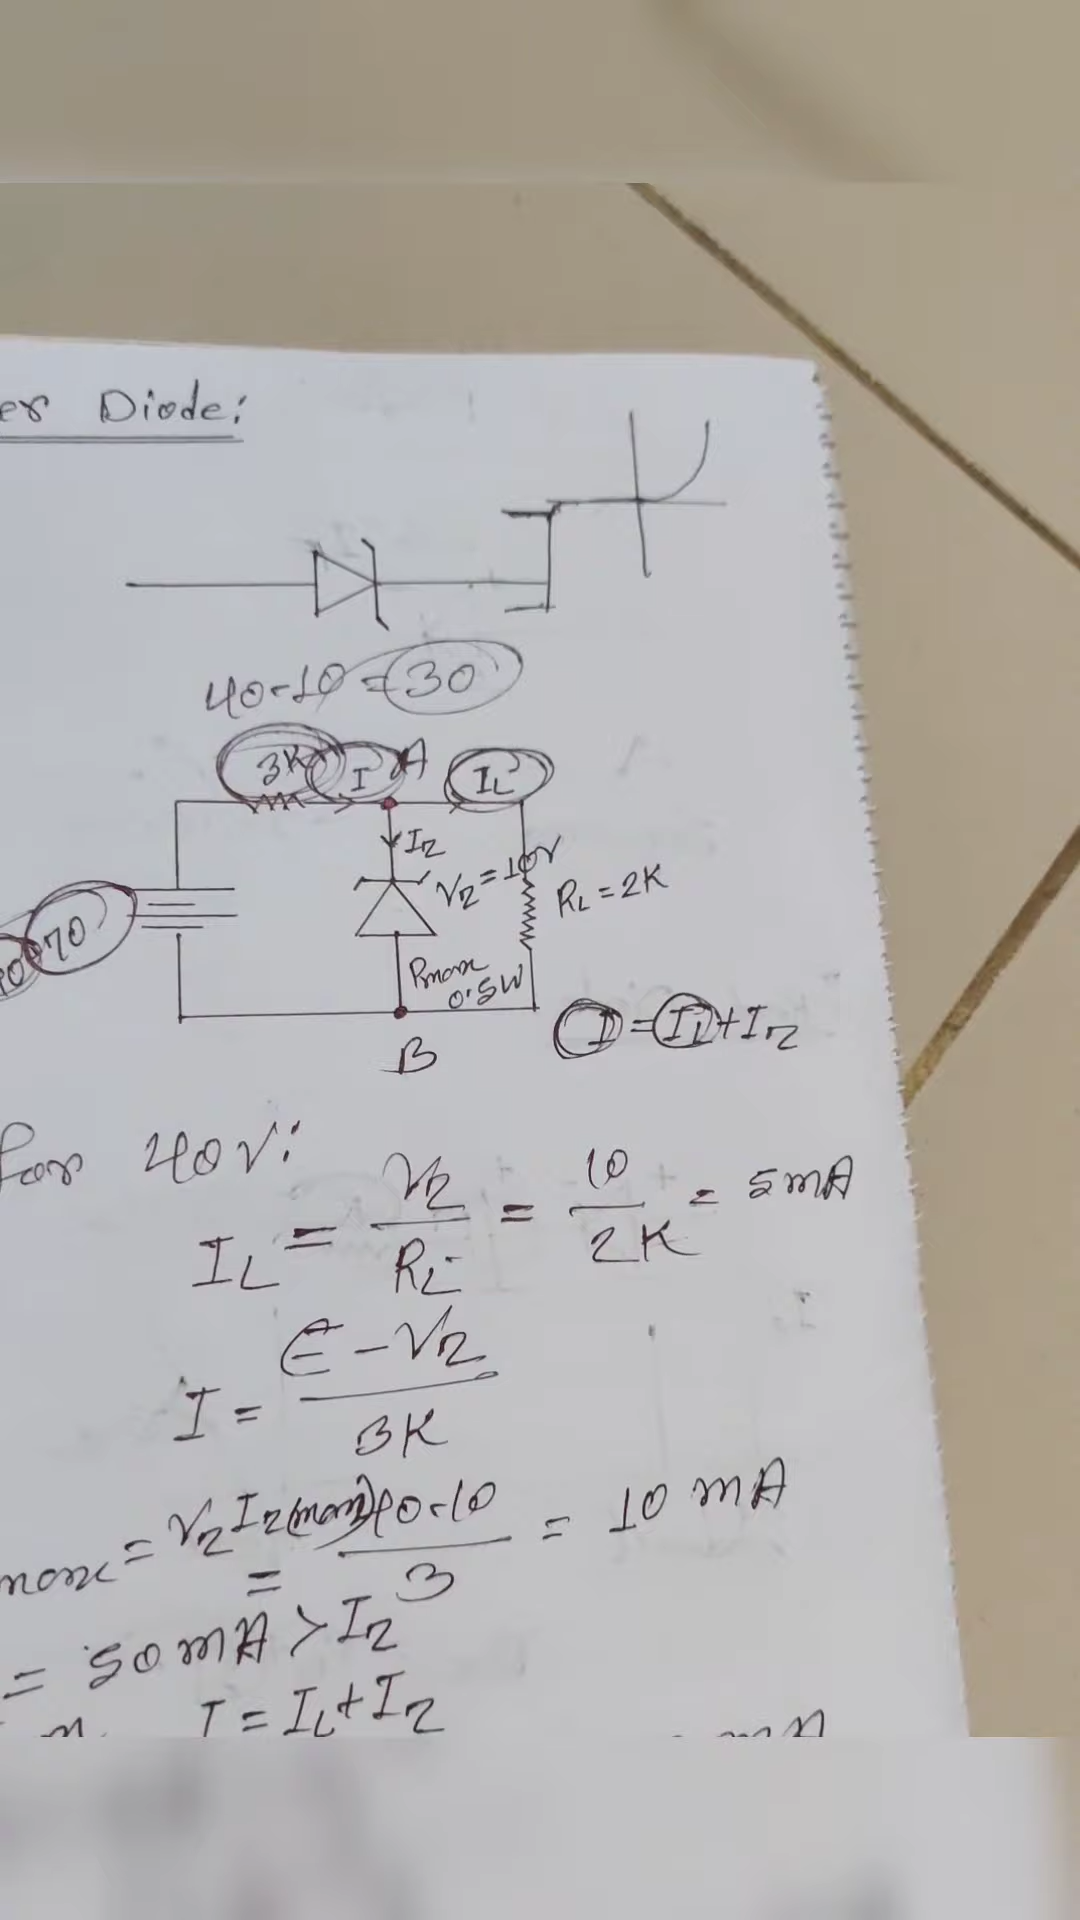 er Diode:
40-10 = 30
3K I A IL
IZ
VZ = 10V
RL = 2K
70
Pmax
0.5W
B
I = IL + IZ
For 40V:
IL = VZ / RL = 10 / 2K = 5mA
I = E - VZ / 3K
max = VZ IZ(max)
= 40-10 / 3 = 10 mA
= 50mA > IZ
I = IL + IZ
mA